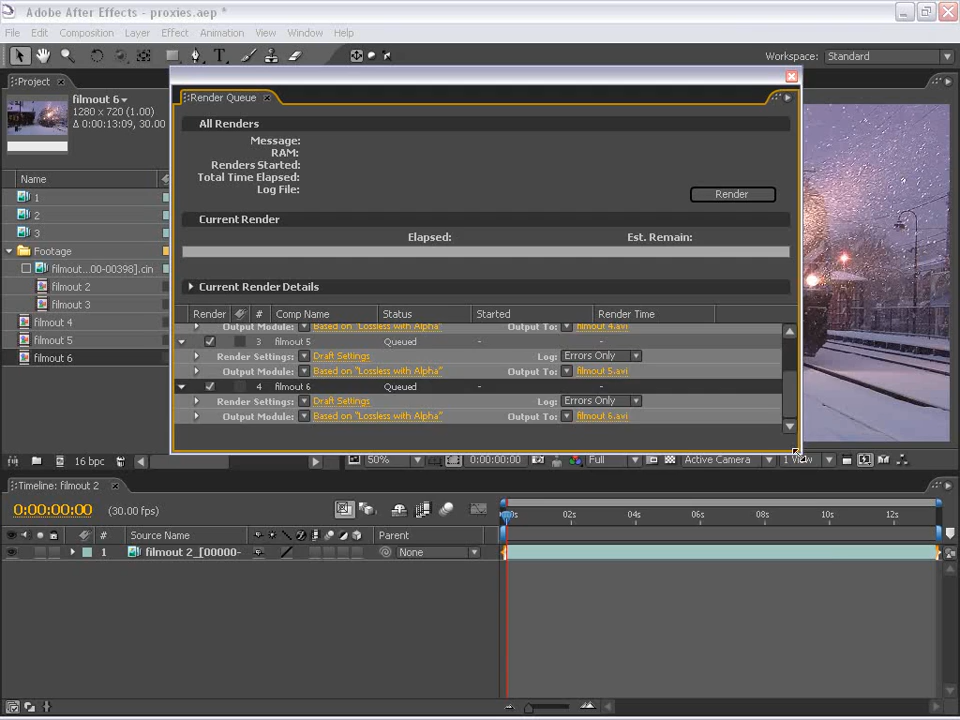 Adobe After Effects - proxies.aep *
File Edit Composition Layer Effect Animation View Window Help
Workspace: Standard
Project
filmout 6
1280 x 720 (1.00)
Δ 0:00:13:09, 30.00
Name
1
2
3
Footage
filmout...00-00398].cin
filmout 2
filmout 3
filmout 4
filmout 5
filmout 6
16 bpc
Render Queue
All Renders
Message:
RAM:
Renders Started:
Total Time Elapsed:
Log File:
Render
Current Render
Elapsed: Est. Remain:
Current Render Details
Render # Comp Name Status Started Render Time
Output Module: Based on "Lossless with Alpha" Output To: filmout 4.avi
3 filmout 5 Queued - -
Render Settings: Draft Settings Log: Errors Only
Output Module: Based on "Lossless with Alpha" Output To: filmout 5.avi
4 filmout 6 Queued - -
Render Settings: Draft Settings Log: Errors Only
Output Module: Based on "Lossless with Alpha" Output To: filmout 6.avi
50% 0:00:00:00 Full Active Camera 1 View
Timeline: filmout 2
0:00:00:00 (30.00 fps)
02s 04s 06s 08s 10s 12s
# Source Name Parent
1 filmout 2_[00000- None